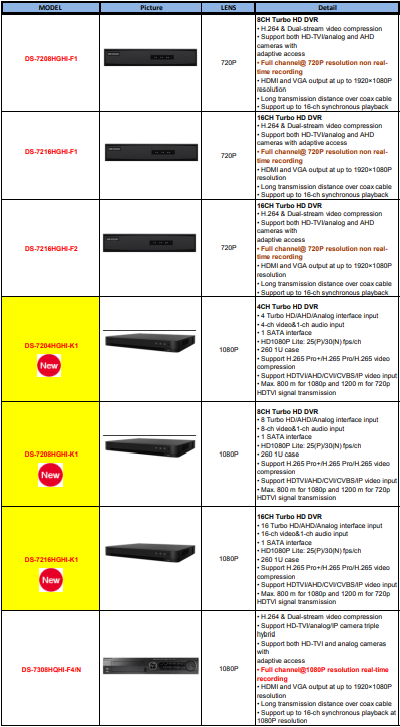 MODEL Picture LENS Detail
DS-7208HGHI-F1
720P
8CH Turbo HD DVR
• H.264 & Dual-stream video compression
• Support both HD-TVI/analog and AHD
cameras with
adaptive access
• Full channel@ 720P resolution non real-
time recording
• HDMI and VGA output at up to 1920×1080P
resolution
• Long transmission distance over coax cable
• Support up to 16-ch synchronous playback
DS-7216HGHI-F1
720P
16CH Turbo HD DVR
• H.264 & Dual-stream video compression
• Support both HD-TVI/analog and AHD
cameras with
adaptive access
• Full channel@ 720P resolution non real-
time recording
• HDMI and VGA output at up to 1920×1080P
resolution
• Long transmission distance over coax cable
• Support up to 16-ch synchronous playback
DS-7216HGHI-F2
720P
16CH Turbo HD DVR
• H.264 & Dual-stream video compression
• Support both HD-TVI/analog and AHD
cameras with
adaptive access
• Full channel@ 720P resolution non real-
time recording
• HDMI and VGA output at up to 1920×1080P
resolution
• Long transmission distance over coax cable
• Support up to 16-ch synchronous playback
DS-7204HGHI-K1
New
1080P
4CH Turbo HD DVR
• 4 Turbo HD/AHD/Analog interface input
• 4-ch video&1-ch audio input
• 1 SATA interface
• HD1080P Lite: 25(P)/30(N) fps/ch
• 260 1U case
• Support H.265 Pro+/H.265 Pro/H.265 video
compression
• Support HDTVI/AHD/CVI/CVBS/IP video input
• Max. 800 m for 1080p and 1200 m for 720p
HDTVI signal transmission
DS-7208HGHI-K1
New
1080P
8CH Turbo HD DVR
• 8 Turbo HD/AHD/Analog interface input
• 8-ch video&1-ch audio input
• 1 SATA interface
• HD1080P Lite: 25(P)/30(N) fps/ch
• 260 1U case
• Support H.265 Pro+/H.265 Pro/H.265 video
compression
• Support HDTVI/AHD/CVI/CVBS/IP video input
• Max. 800 m for 1080p and 1200 m for 720p
HDTVI signal transmission
DS-7216HGHI-K1
New
1080P
16CH Turbo HD DVR
• 16 Turbo HD/AHD/Analog interface input
• 16-ch video&1-ch audio input
• 1 SATA interface
• HD1080P Lite: 25(P)/30(N) fps/ch
• 260 1U case
• Support H.265 Pro+/H.265 Pro/H.265 video
compression
• Support HDTVI/AHD/CVI/CVBS/IP video input
• Max. 800 m for 1080p and 1200 m for 720p
HDTVI signal transmission
DS-7308HQHI-F4/N
1080P
• H.264 & Dual-stream video compression
• Support HD-TVI/analog/IP camera triple
hybrid
• Support both HD-TVI and analog cameras
with
adaptive access
• Full channel@1080P resolution real-time
recording
• HDMI and VGA output at up to 1920×1080P
resolution
• Long transmission distance over coax cable
• Support up to 16-ch synchronous playback at
1080P resolution